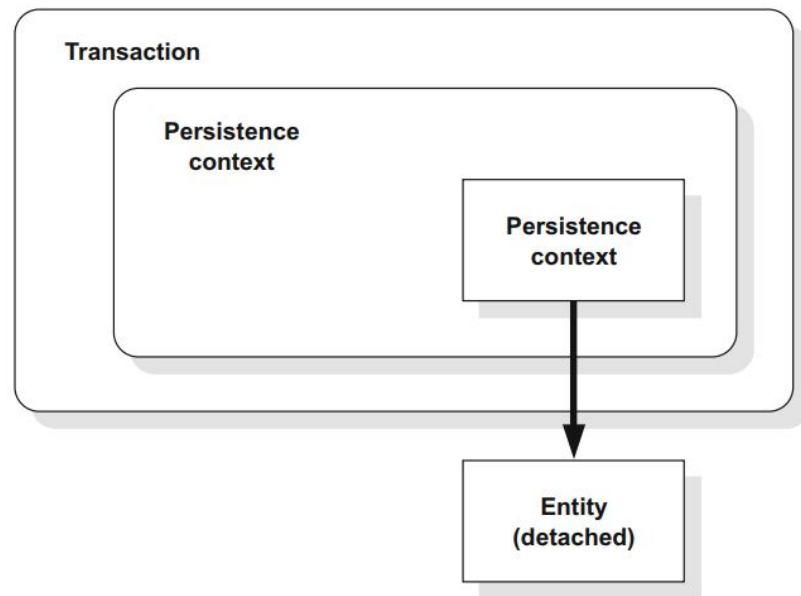 Transaction
Persistence
context
Persistence
context
Entity
(detached)